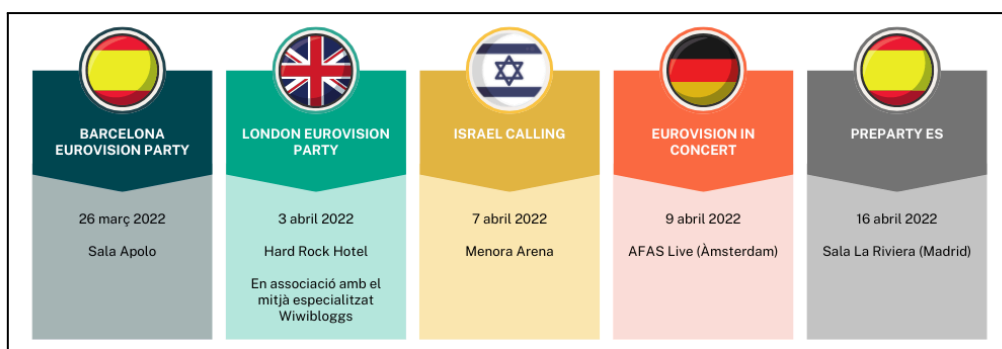 BARCELONA
EUROVISION PARTY
26 març 2022
Sala Apolo
LONDON EUROVISION
PARTY
3 abril 2022
Hard Rock Hotel
En associació amb el
mitjà especialitzat
Wiwibloggs
ISRAEL CALLING
7 abril 2022
Menora Arena
EUROVISION IN
CONCERT
9 abril 2022
AFAS Live (Àmsterdam)
PREPARTY ES
16 abril 2022
Sala La Riviera (Madrid)